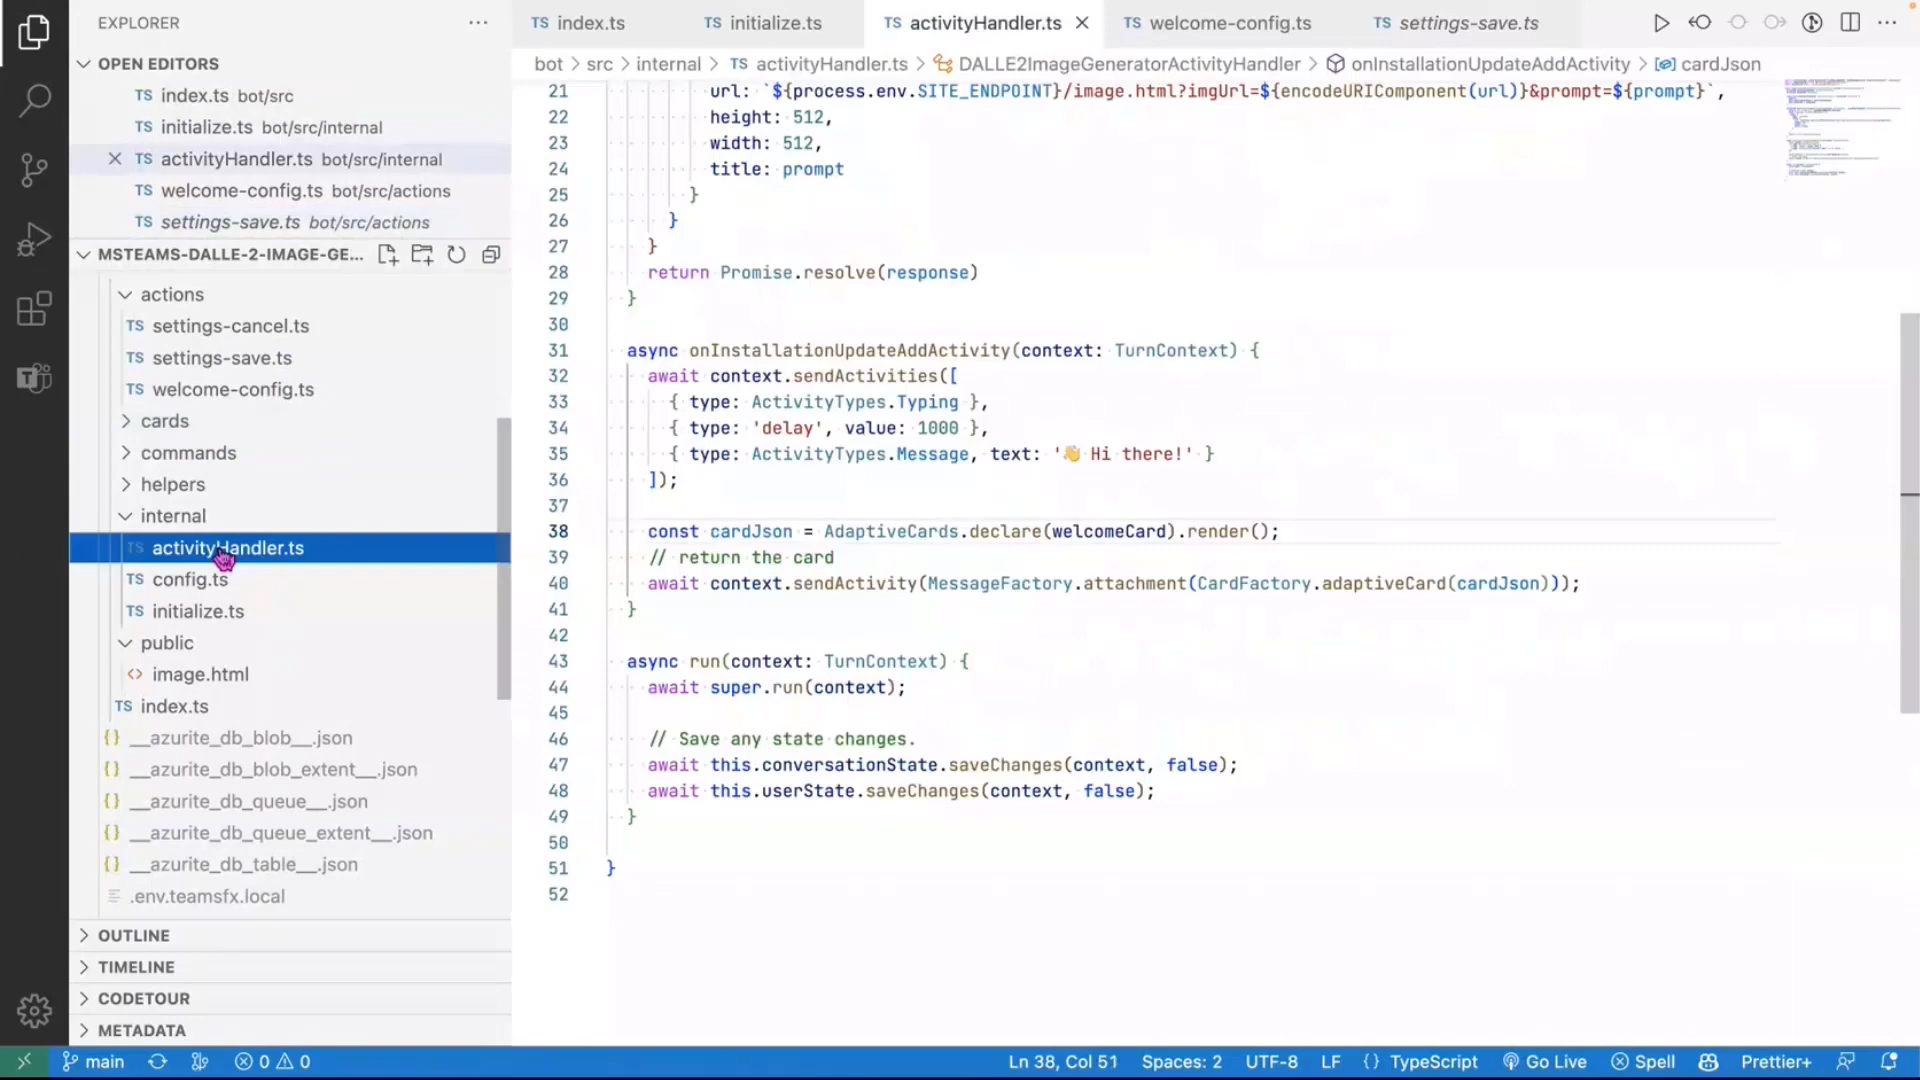 EXPLORER
OPEN EDITORS
TS index.ts bot/src
TS initialize.ts bot/src/internal
TS activityHandler.ts bot/src/internal
TS welcome-config.ts bot/src/actions
TS settings-save.ts bot/src/actions
MSTEAMS-DALLE-2-IMAGE-GE...
actions
TS settings-cancel.ts
TS settings-save.ts
TS welcome-config.ts
cards
commands
helpers
internal
TS activityHandler.ts
TS config.ts
TS initialize.ts
public
<> image.html
TS index.ts
{} __azurite_db_blob__.json
{} __azurite_db_blob_extent__.json
{} __azurite_db_queue__.json
{} __azurite_db_queue_extent__.json
{} __azurite_db_table__.json
.env.teamsfx.local
OUTLINE
TIMELINE
CODETOUR
METADATA
TS index.ts TS initialize.ts TS activityHandler.ts TS welcome-config.ts TS settings-save.ts
bot > src > internal > TS activityHandler.ts > DALLE2ImageGeneratorActivityHandler > onInstallationUpdateAddActivity > cardJson
21 url: `${process.env.SITE_ENDPOINT}/image.html?imgUrl=${encodeURIComponent(url)}&prompt=${prompt}`,
22 height: 512,
23 width: 512,
24 title: prompt
25 }
26 }
27 }
28 return Promise.resolve(response)
29 }
30
31 async onInstallationUpdateAddActivity(context: TurnContext) {
32 await context.sendActivities([
33 { type: ActivityTypes.Typing },
34 { type: 'delay', value: 1000 },
35 { type: ActivityTypes.Message, text: '👋 Hi there!' }
36 ]);
37
38 const cardJson = AdaptiveCards.declare(welcomeCard).render();
39 // return the card
40 await context.sendActivity(MessageFactory.attachment(CardFactory.adaptiveCard(cardJson)));
41 }
42
43 async run(context: TurnContext) {
44 await super.run(context);
45
46 // Save any state changes.
47 await this.conversationState.saveChanges(context, false);
48 await this.userState.saveChanges(context, false);
49 }
50
51 }
52
main 0 0 Ln 38, Col 51 Spaces: 2 UTF-8 LF {} TypeScript Go Live Spell Prettier+